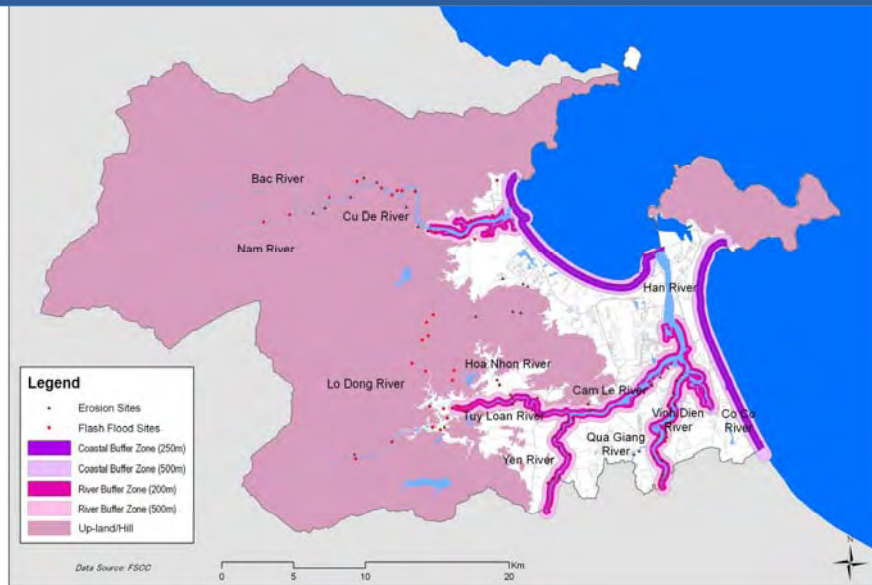 Bac River
Cu De River
Nam River
Han River
Hoa Nhon River
Lo Dong River
Cam Le River
Tuy Loan River
Vinh Dien
River
Co Co
River
Qua Giang
River
Yen River
Legend
Erosion Sites
Flash Flood Sites
Coastal Buffer Zone (250m)
Coastal Buffer Zone (500m)
River Buffer Zone (200m)
River Buffer Zone (500m)
Up-land/Hill
Data Source: FSCC
Km
0
5
10
20
N